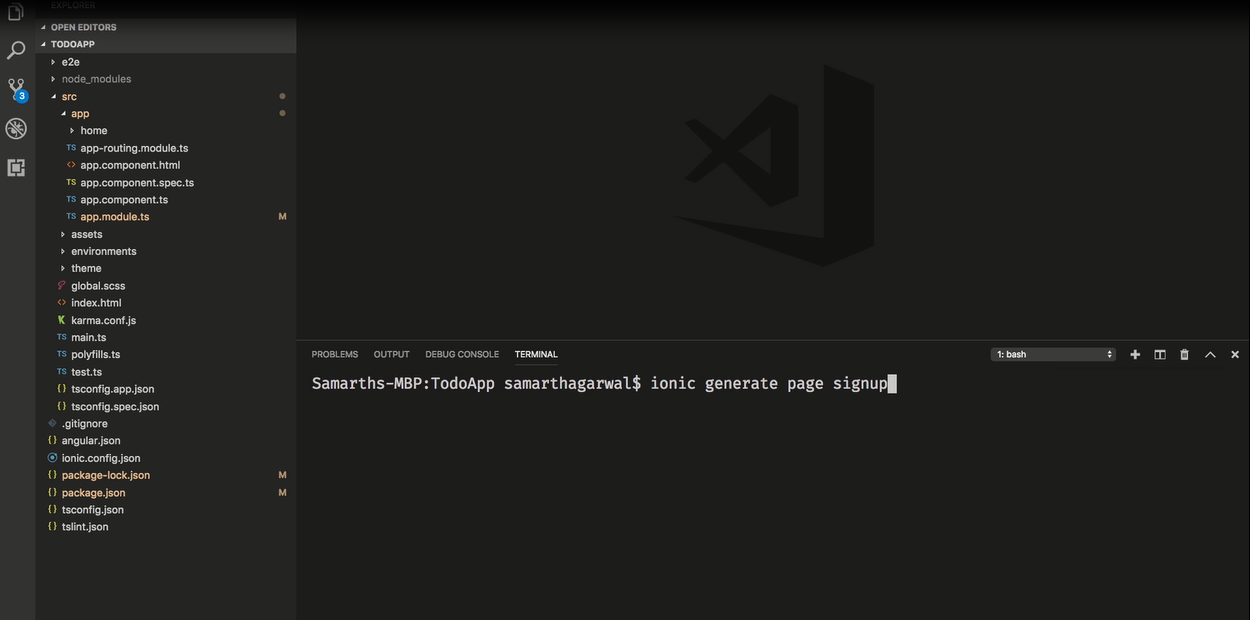 EXPLORER
OPEN EDITORS
TODOAPP
e2e
node_modules
3
src
app
home
TS app-routing.module.ts
<> app.component.html
TS app.component.spec.ts
TS app.component.ts
TS app.module.ts M
assets
environments
theme
global.scss
<> index.html
K karma.conf.js
TS main.ts
TS polyfills.ts
TS test.ts
{} tsconfig.app.json
{} tsconfig.spec.json
.gitignore
{} angular.json
ionic.config.json
{} package-lock.json M
{} package.json M
{} tsconfig.json
{} tslint.json
PROBLEMS OUTPUT DEBUG CONSOLE TERMINAL 1: bash
Samarths-MBP:TodoApp samarthagarwal$ ionic generate page signup